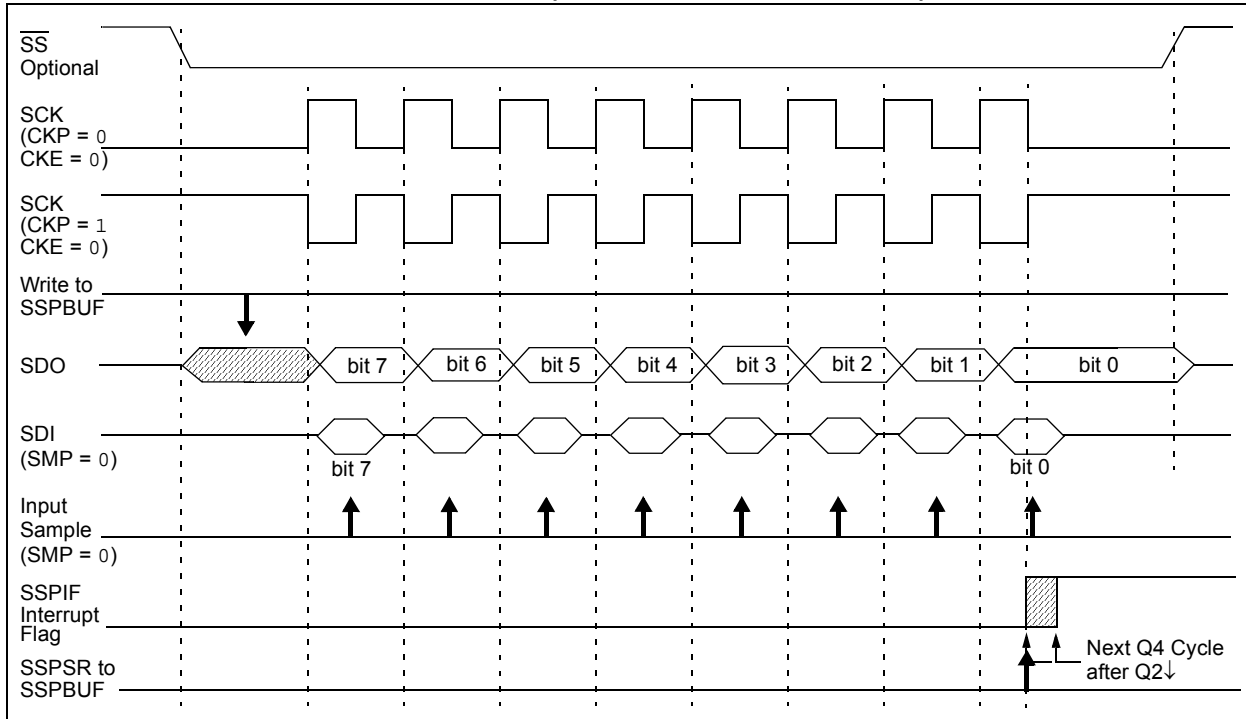 SS
Optional
SCK
(CKP = 0
CKE = 0)
SCK
(CKP = 1
CKE = 0)
Write to
SSPBUF
SDO
bit 7 bit 6 bit 5 bit 4 bit 3 bit 2 bit 1 bit 0
SDI
(SMP = 0)
bit 7 bit 0
Input
Sample
(SMP = 0)
SSPIF
Interrupt
Flag
Next Q4 Cycle
after Q2↓
SSPSR to
SSPBUF